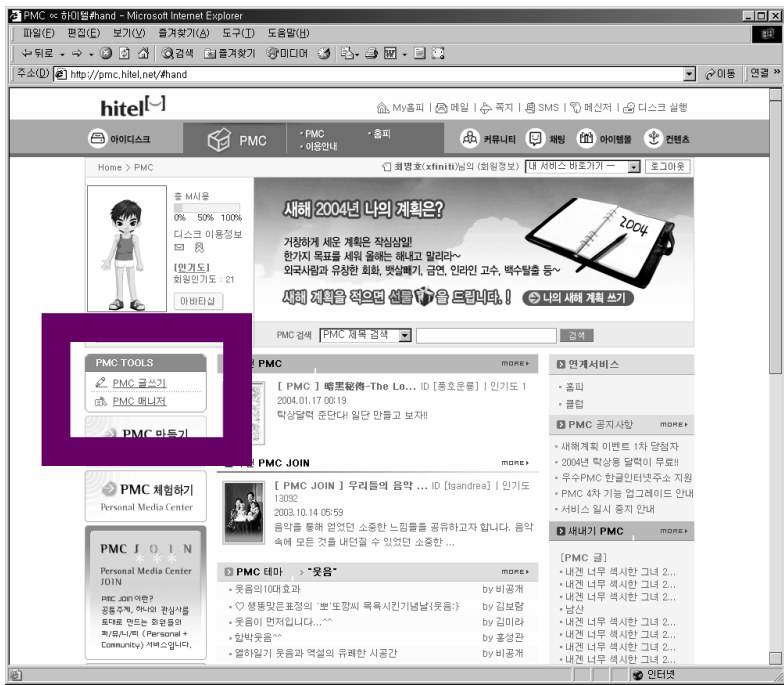 PMC ∝ 하이텔#hand - Microsoft Internet Explorer
파일(F) 편집(E) 보기(V) 즐겨찾기(A) 도구(T) 도움말(H)
뒤로 검색 즐겨찾기 미디어
주소(D) http://pmc.hitel.net/#hand 이동 연결 »
hitel
My홈피 | 메일 | 쪽지 | SMS | 메신저 | 디스크 실행
아이디스크 PMC ·PMC ·홈피 커뮤니티 채팅 아이템몰 컨텐츠
·이용안내
Home > PMC
최병호(xfiniti)님의 (회원정보) 내 서비스 바로가기 ─ 로그아웃
총 M사용
0% 50% 100%
디스크 이용정보
[인기도]
회원인기도 : 21
아바타샵
새해 2004년 나의 계획은?
거창하게 세운 계획은 작심삼일!
한가지 목표를 세워 올해는 해내고 말리라~
외국사람과 유창한 회화, 뱃살빼기, 금연, 인라인 고수, 백수탈출 등~
새해 계획을 적으면 선물을 드립니다.! 나의 새해 계획 쓰기
2004
PMC 검색 PMC 제목 검색 검색
PMC TOOLS
PMC 글쓰기
PMC 매니저
PMC 만들기
PMC 체험하기
Personal Media Center
PMC JOIN
Personal Media Center
JOIN
PMC JOIN이란?
공통주제, 하나의 관심사를
토대로 만드는 회원들의
퍼/뮤/니/티 (Personal +
Community) 서비스입니다.
PMC more
[ PMC ] 暗黑秘傳-The Lo... ID [풍호운룡] | 인기도 1
2004.01.17 00:19
탁상달력 준단다! 일단 만들고 보자!!
PMC JOIN more
[ PMC JOIN ] 우리들의 음악 ... ID [tgandrea] | 인기도
13092
2003.10.14 05:59
음악을 통해 얻었던 소중한 느낌들을 공유하고자 합니다. 음악
속에 모든 것을 내던질 수 있었던 소중한 ...
PMC 테마 > "웃음" more
·웃음의10대효과 by 비공개
·♡ 생뚱맞은표정의 '뽀'또깡씨 목욕시킨기념날{웃음:} by 김보람
·웃음이 먼저입니다...^^ by 김미라
·함박웃음^^ by 홍성관
·열하일기 웃음과 역설의 유쾌한 시공간 by 비공개
연계서비스
·홈피
·클럽
PMC 공지사항 more
·새해계획 이벤트 1차 당첨자
·2004년 탁상용 달력이 무료!!
·우수PMC 한글인터넷주소 지원
·PMC 4차 기능 업그레이드 안내
·서비스 일시 중지 안내
새내기 PMC more
[PMC 글]
·내겐 너무 섹시한 그녀 2...
·내겐 너무 섹시한 그녀 2...
·내겐 너무 섹시한 그녀 2...
·남산
·내겐 너무 섹시한 그녀 2...
·내겐 너무 섹시한 그녀 2...
·내겐 너무 섹시한 그녀 2...
·내겐 너무 섹시한 그녀 2...
인터넷